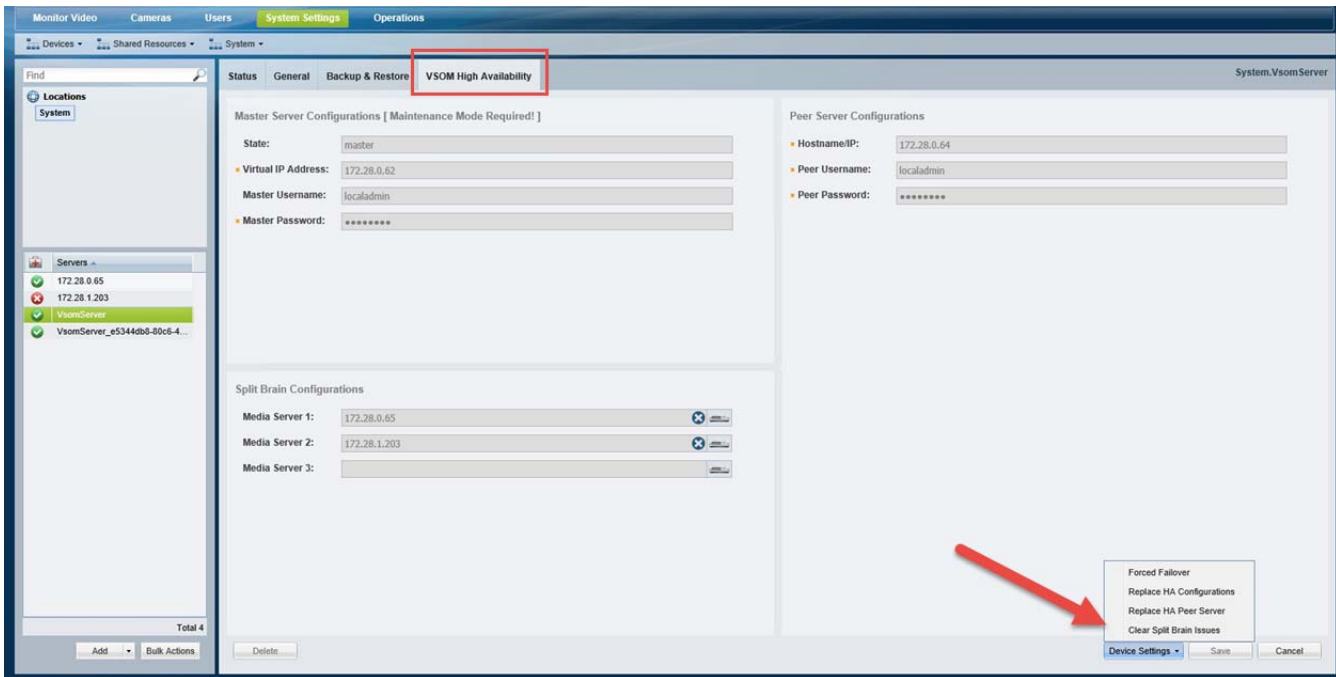 Monitor Video Cameras Users System Settings Operations
Devices Shared Resources System
Find
Locations
System
Servers
172.28.0.65
172.28.1.203
VsomServer
VsomServer_e5344db8-80c6-4...
Total 4
Add Bulk Actions
Status General Backup & Restore VSOM High Availability
System.VsomServer
Master Server Configurations [ Maintenance Mode Required! ]
State: master
Virtual IP Address: 172.28.0.62
Master Username: localadmin
Master Password: ●●●●●●●●
Peer Server Configurations
Hostname/IP: 172.28.0.64
Peer Username: localadmin
Peer Password: ●●●●●●●●
Split Brain Configurations
Media Server 1: 172.28.0.65
Media Server 2: 172.28.1.203
Media Server 3:
Forced Failover
Replace HA Configurations
Replace HA Peer Server
Clear Split Brain Issues
Delete Device Settings Save Cancel